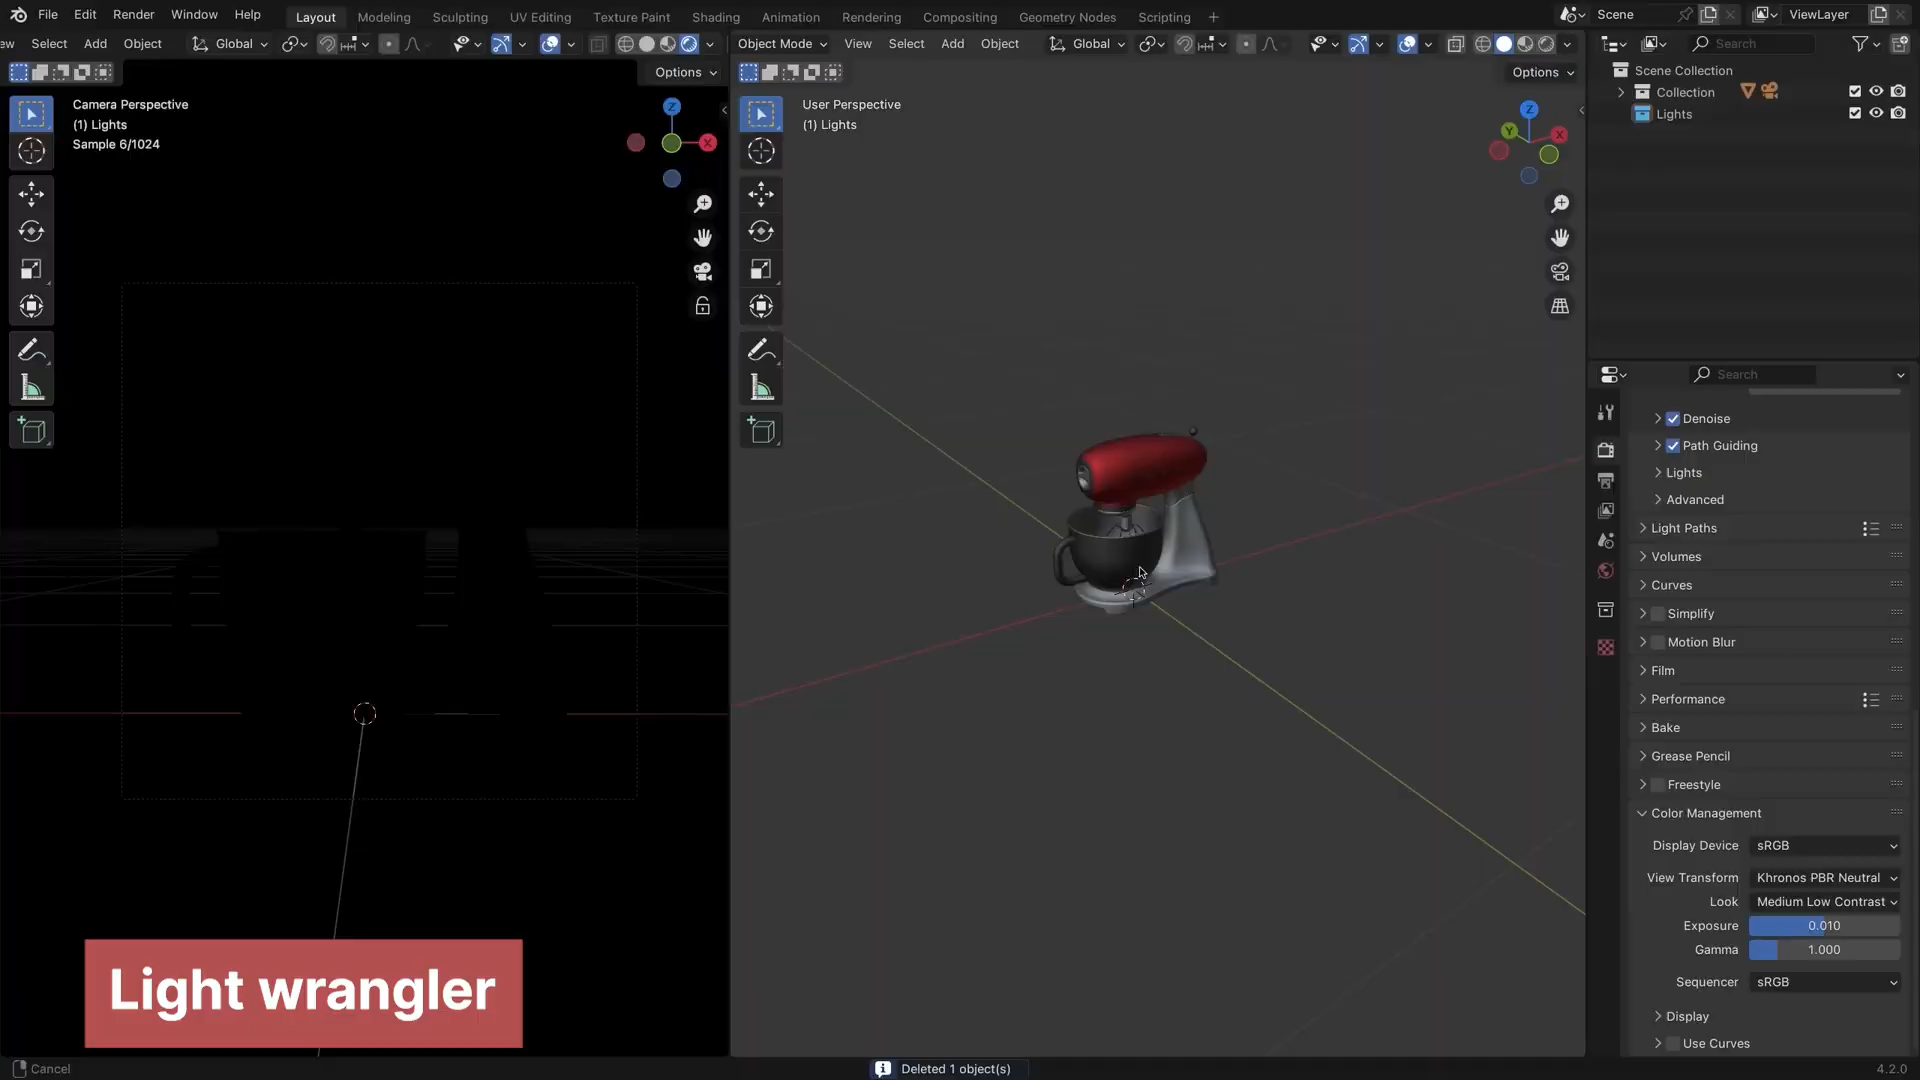 File Edit Render Window Help Layout Modeling Sculpting UV Editing Texture Paint Shading Animation Rendering Compositing Geometry Nodes Scripting + Scene ViewLayer
ew Select Add Object Global Object Mode View Select Add Object Global Search
Options Options
Scene Collection
Collection
Lights
Camera Perspective
(1) Lights
Sample 6/1024
Z
X
User Perspective
(1) Lights
Z
Y
X
Search
Denoise
Path Guiding
Lights
Advanced
Light Paths
Volumes
Curves
Simplify
Motion Blur
Film
Performance
Bake
Grease Pencil
Freestyle
Color Management
Display Device sRGB
View Transform Khronos PBR Neutral
Look Medium Low Contrast
Exposure 0.010
Gamma 1.000
Sequencer sRGB
Display
Use Curves
Light wrangler
Cancel Deleted 1 object(s) 4.2.0